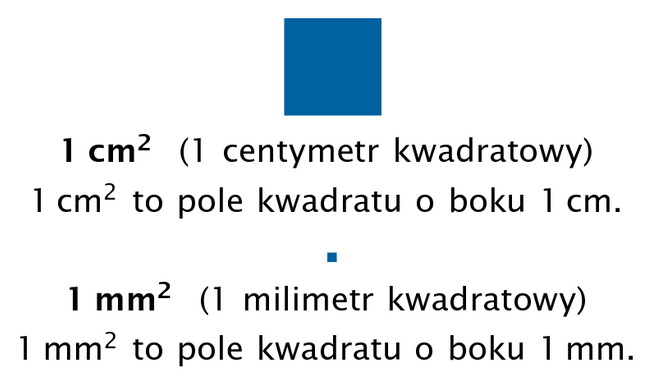 1 cm² (1 centymetr kwadratowy)
1 cm² to pole kwadratu o boku 1 cm.
1 mm² (1 milimetr kwadratowy)
1 mm² to pole kwadratu o boku 1 mm.